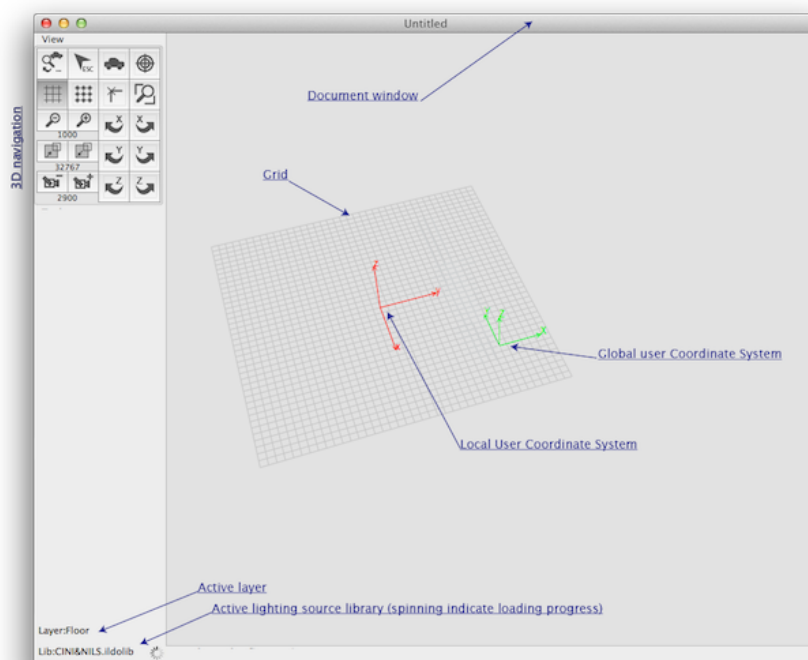 Untitled
View
ESC
Document window
3D navigation
X
X
1000
Y
Y
32767
Z
Z
2900
Grid
Z
Y
X
Z
X
Global user Coordinate System
Local User Coordinate System
Active layer
Active lighting source library (spinning indicate loading progress)
Layer:Floor
Lib:CINI&NILS.ildolib